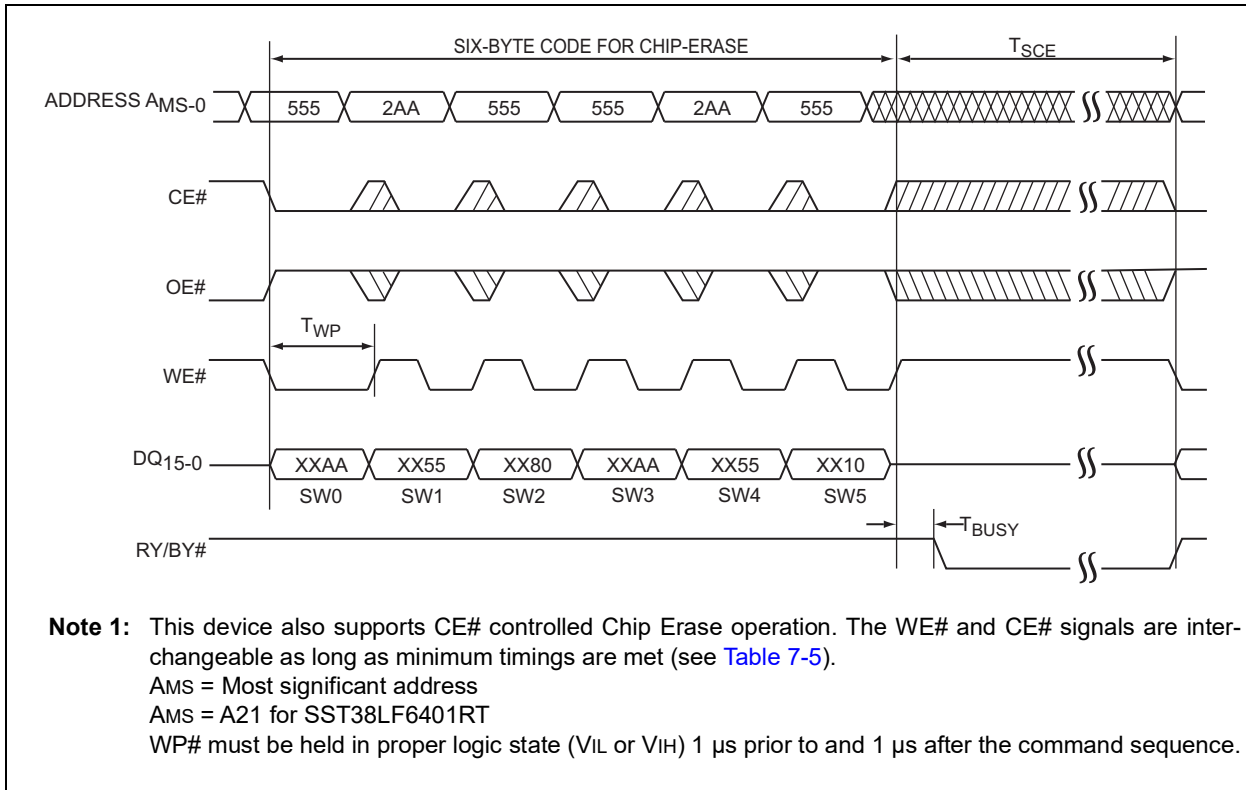 SIX-BYTE CODE FOR CHIP-ERASE TSCE
ADDRESS AMS-0 555 2AA 555 555 2AA 555
CE#
OE#
TWP
WE#
DQ15-0 XXAA XX55 XX80 XXAA XX55 XX10
SW0 SW1 SW2 SW3 SW4 SW5
TBUSY
RY/BY#
Note 1: This device also supports CE# controlled Chip Erase operation. The WE# and CE# signals are inter-
changeable as long as minimum timings are met (see Table 7-5).
AMS = Most significant address
AMS = A21 for SST38LF6401RT
WP# must be held in proper logic state (VIL or VIH) 1 µs prior to and 1 µs after the command sequence.